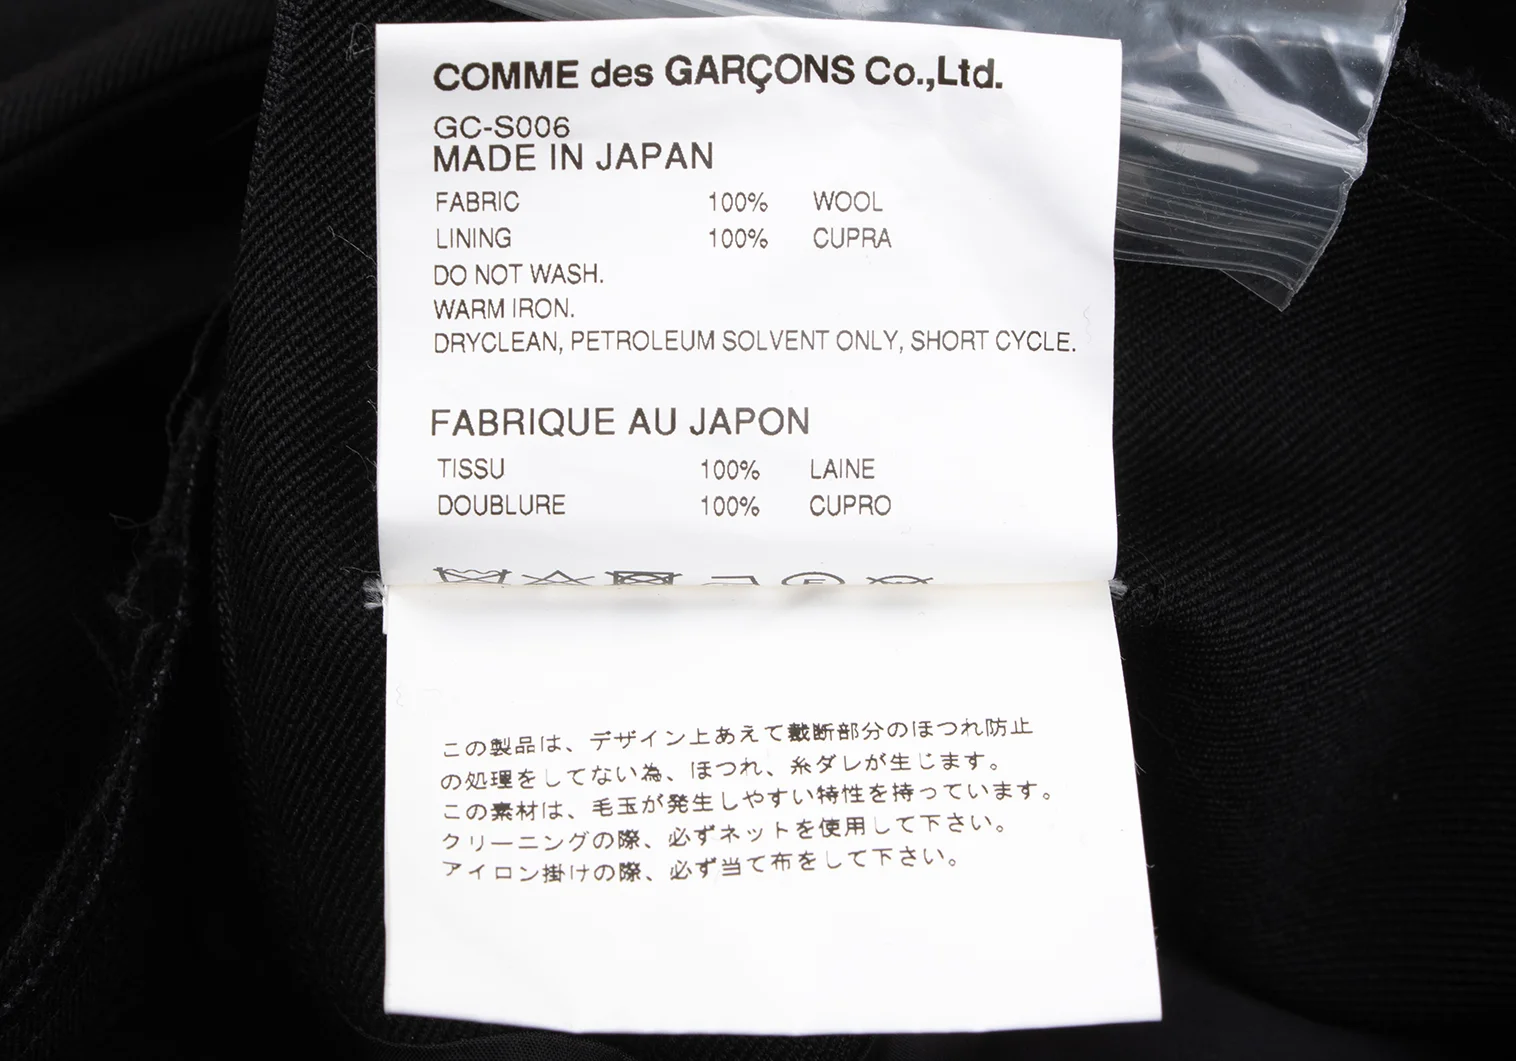 COMME des GARÇONS Co.,Ltd.
GC-S006
MADE IN JAPAN
FABRIC 100% WOOL
LINING 100% CUPRA
DO NOT WASH.
WARM IRON.
DRYCLEAN, PETROLEUM SOLVENT ONLY, SHORT CYCLE.
FABRIQUE AU JAPON
TISSU 100% LAINE
DOUBLURE 100% CUPRO
この製品は、デザイン上あえて裁断部分のほつれ防止
の処理をしてない為、ほつれ、糸ダレが生じます。
この素材は、毛玉が発生しやすい特性を持っています。
クリーニングの際、必ずネットを使用して下さい。
アイロン掛けの際、必ず当て布をして下さい。